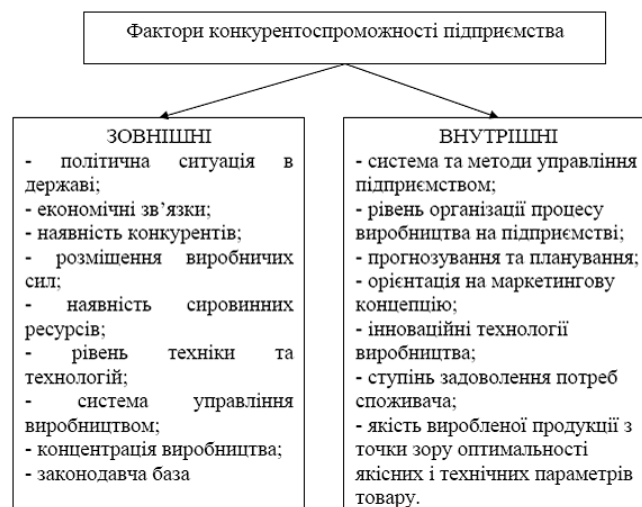 Фактори конкурентоспроможності підприємства
ЗОВНІШНІ
- політична ситуація в
державі;
- економічні зв’язки;
- наявність конкурентів;
- розміщення виробничих
сил;
- наявність сировинних
ресурсів;
- рівень техніки та
технологій;
- система управління
виробництвом;
- концентрація виробництва;
- законодавча база
ВНУТРІШНІ
- система та методи управління
підприємством;
- рівень організації процесу
виробництва на підприємстві;
- прогнозування та планування;
- орієнтація на маркетингову
концепцію;
- інноваційні технології
виробництва;
- ступінь задоволення потреб
споживача;
- якість виробленої продукції з
точки зору оптимальності
якісних і технічних параметрів
товару.